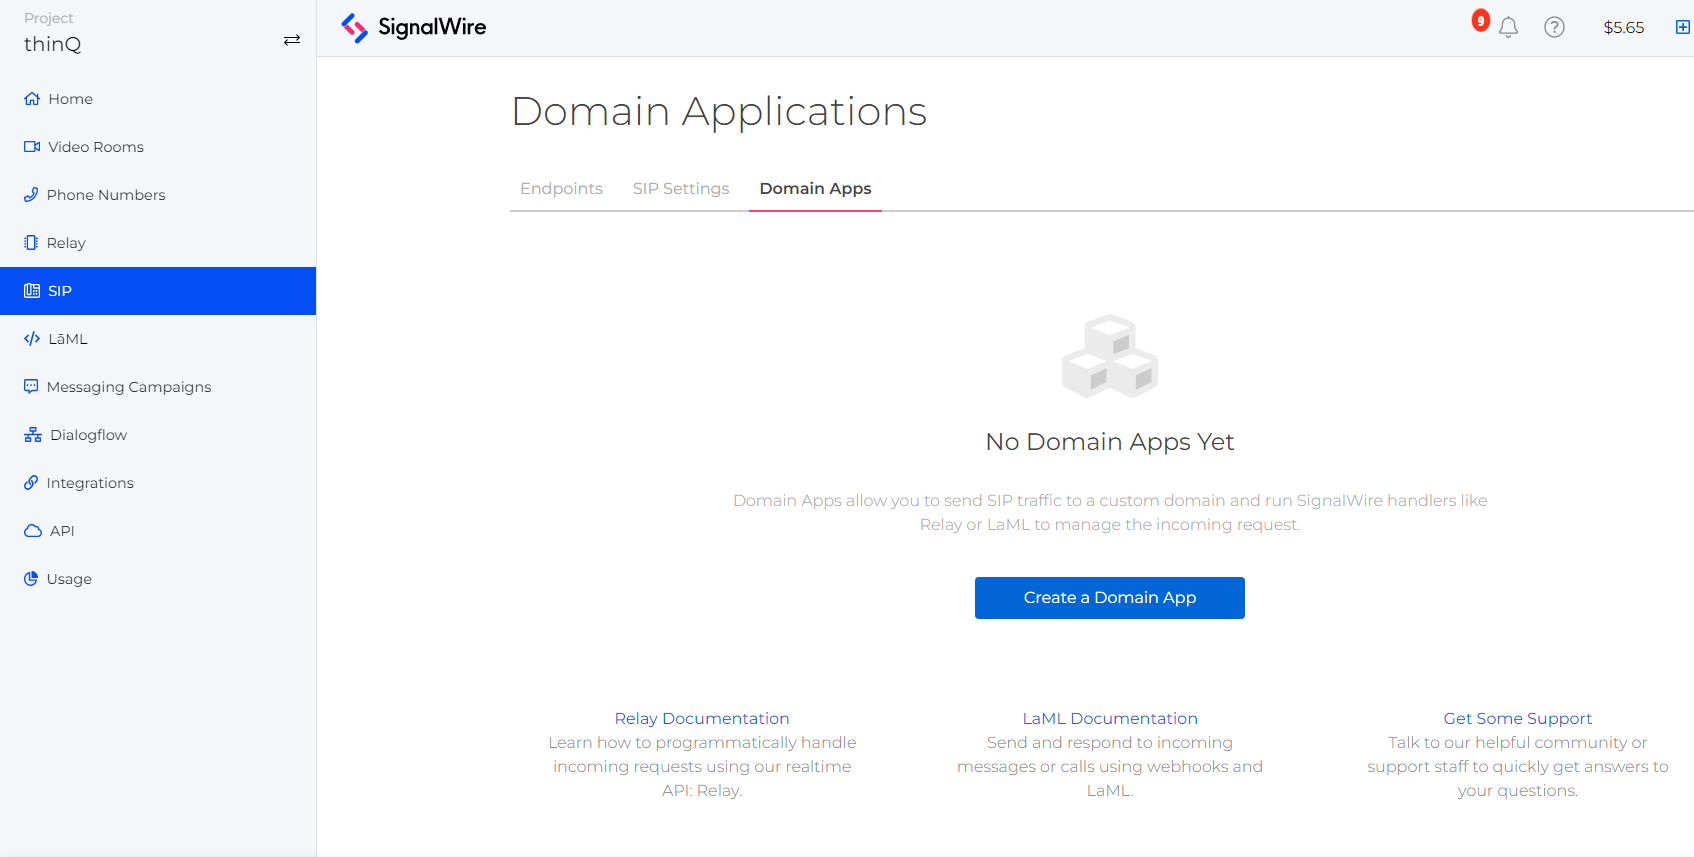 Project
thinQ
SignalWire
9
?
$5.65
Home
Video Rooms
Phone Numbers
Relay
SIP
LāML
Messaging Campaigns
Dialogflow
Integrations
API
Usage
Domain Applications
Endpoints SIP Settings Domain Apps
No Domain Apps Yet
Domain Apps allow you to send SIP traffic to a custom domain and run SignalWire handlers like
Relay or LaML to manage the incoming request.
Create a Domain App
Relay Documentation
Learn how to programmatically handle
incoming requests using our realtime
API: Relay.
LaML Documentation
Send and respond to incoming
messages or calls using webhooks and
LaML.
Get Some Support
Talk to our helpful community or
support staff to quickly get answers to
your questions.